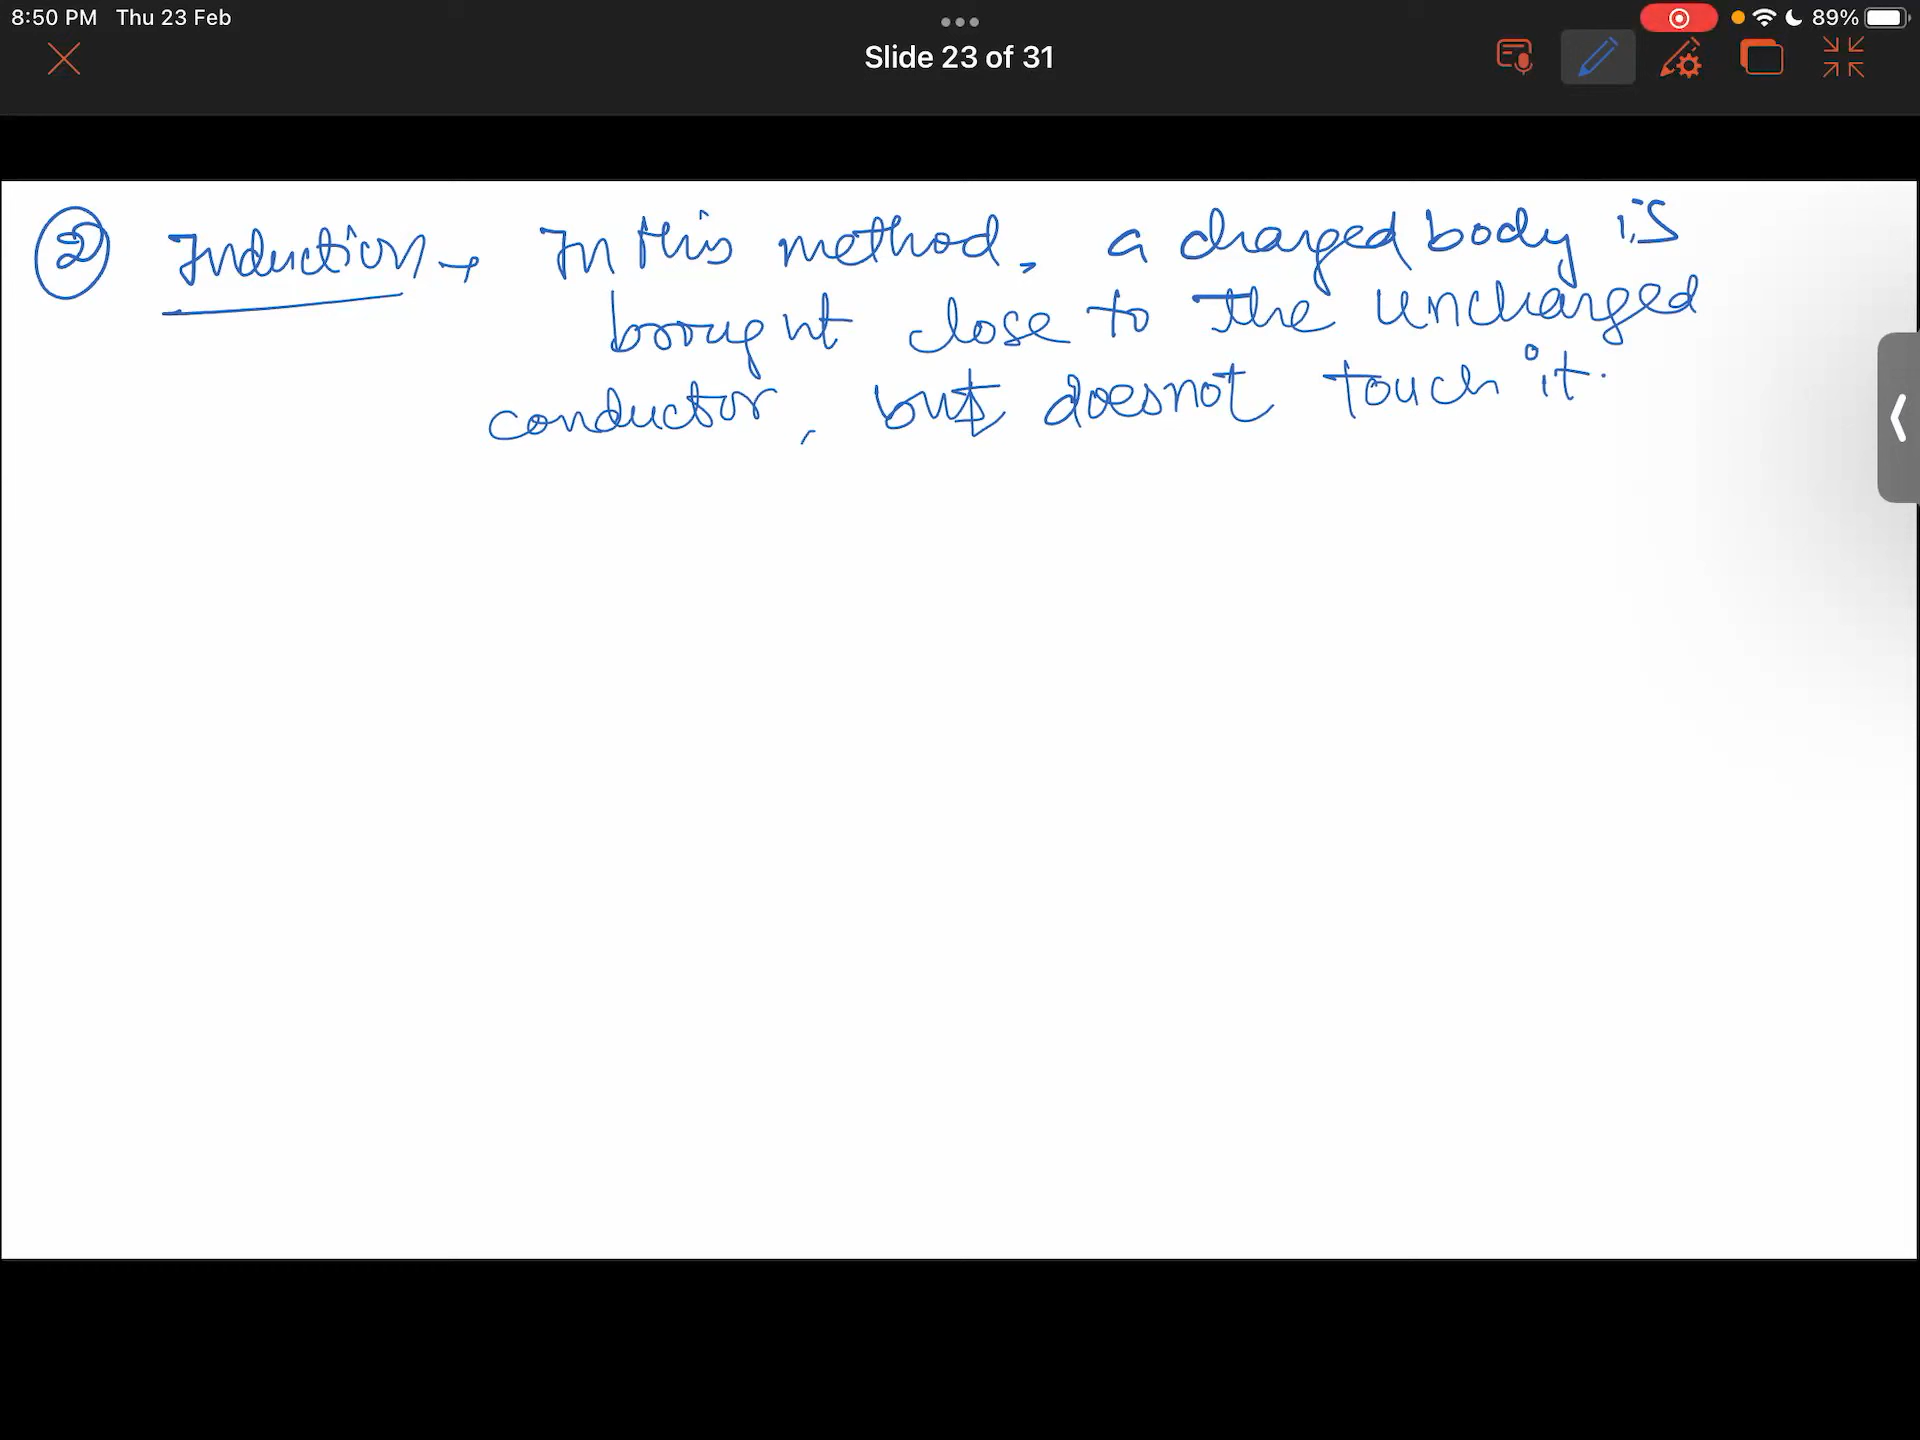 8:50 PM Thu 23 Feb
89%
Slide 23 of 31
2 Induction → In this method, a charged body is
brought close to the uncharged
conductor, but doesnot touch it.